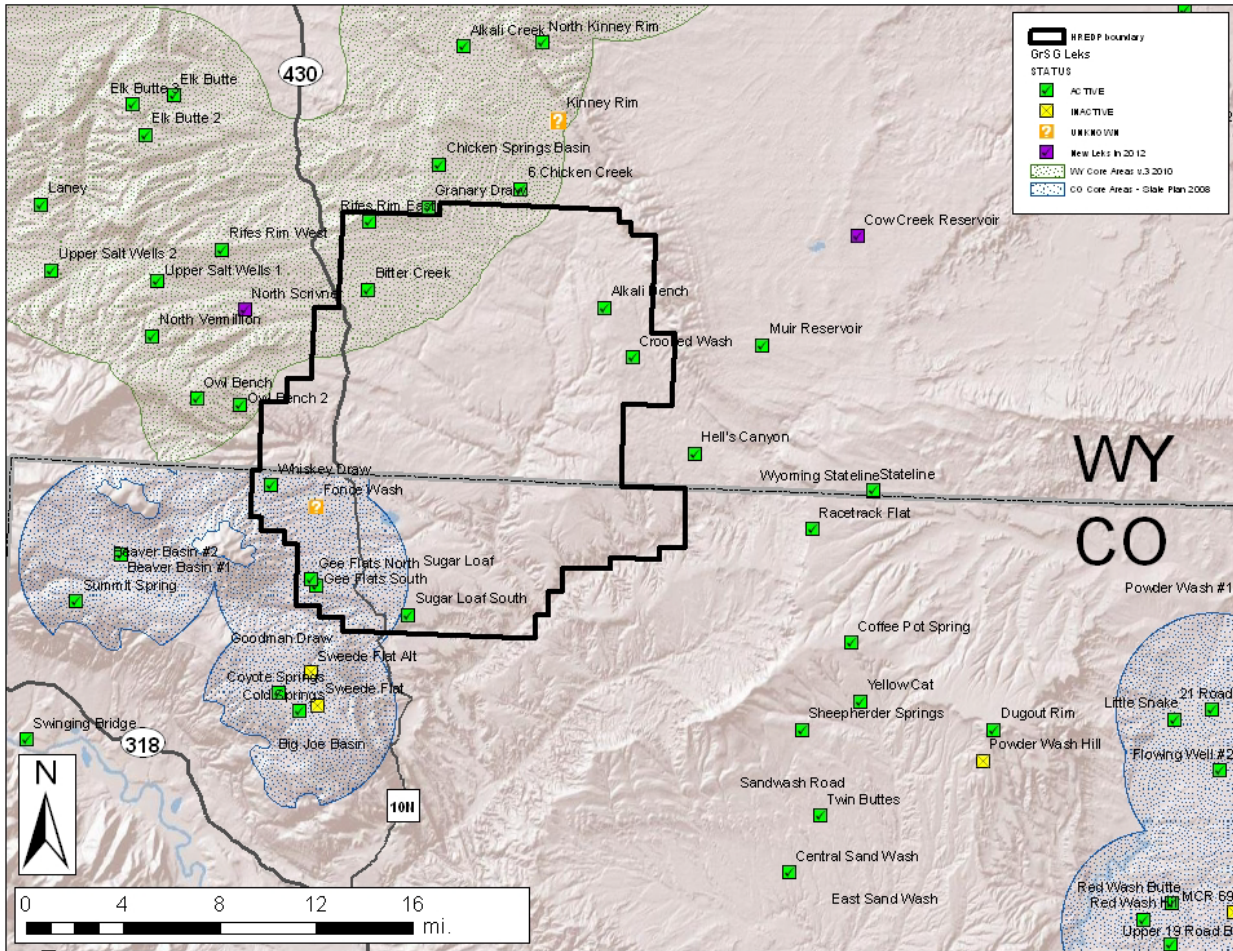 Alkali Creek
North Kinney Rim
430
Elk Butte
Elk Butte 3
Elk Butte 2
Kinney Rim
Chicken Springs Basin
6 Chicken Creek
Laney
Granary Draw
Rifes Rim East
Cow Creek Reservoir
Rifes Rim West
Upper Salt Wells 2
Upper Salt Wells 1
Bitter Creek
North Scrivner
Alkali Bench
North Vermillion
Muir Reservoir
Crooked Wash
Owl Bench
Owl Bench 2
Hell's Canyon
WY
Whiskey Draw
Wyoming Stateline
Stateline
Fonce Wash
Racetrack Flat
CO
Beaver Basin #2
Beaver Basin #1
Gee Flats North
Sugar Loaf
Gee Flats South
Summit Spring
Powder Wash #1
Sugar Loaf South
Coffee Pot Spring
Goodman Draw
Sweede Flat Alt
Coyote Springs
Cold Springs
Sweede Flat
Yellow Cat
21 Road
Little Snake
Sheepherder Springs
Dugout Rim
Swinging Bridge
318
Big Joe Basin
Powder Wash Hill
Flowing Well #2
Sandwash Road
10N
Twin Buttes
Central Sand Wash
East Sand Wash
Red Wash Butte
Red Wash Hill
MCR 69
Upper 19 Road B
N
0 4 8 12 16
mi.
HREDP boundary
GrSG Leks
STATUS
ACTIVE
INACTIVE
UNKNOWN
New Leks in 2012
WY Core Areas v.3 2010
CO Core Areas - State Plan 2008